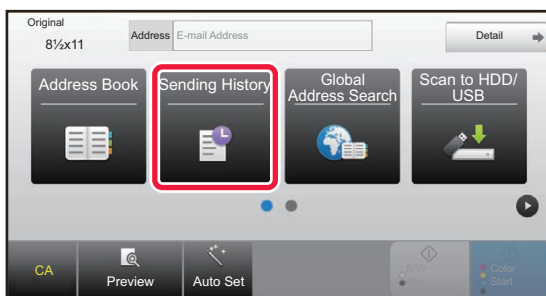 Original
8½x11
Address E-mail Address
Detail
Address Book
Sending History
Global
Address Search
Scan to HDD/
USB
CA
Preview
Auto Set
B/W
Start
Color
Start